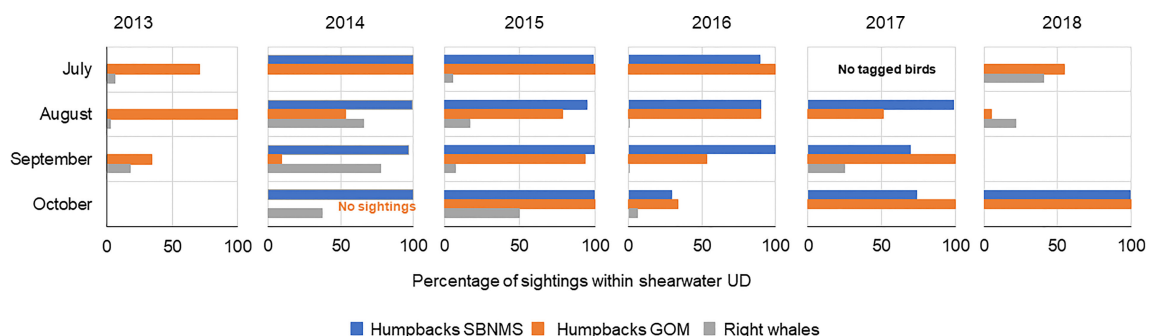 2013 2014 2015 2016 2017 2018
July
No tagged birds
August
September
October
No sightings
0 50 100 0 50 100 0 50 100 0 50 100 0 50 100 0 50 100
Percentage of sightings within shearwater UD
Humpbacks SBNMS Humpbacks GOM Right whales